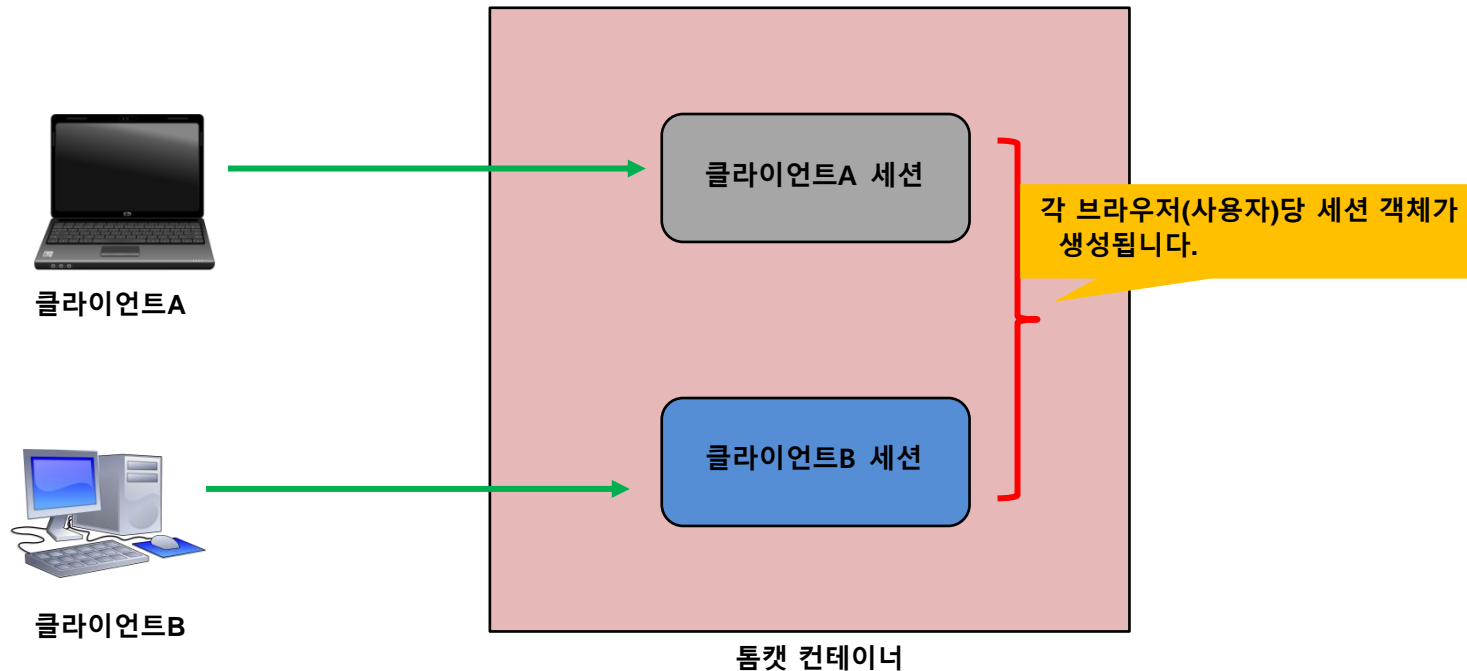 클라이언트A 세션
각 브라우저(사용자)당 세션 객체가
생성됩니다.
클라이언트A
클라이언트B 세션
클라이언트B
톰캣 컨테이너